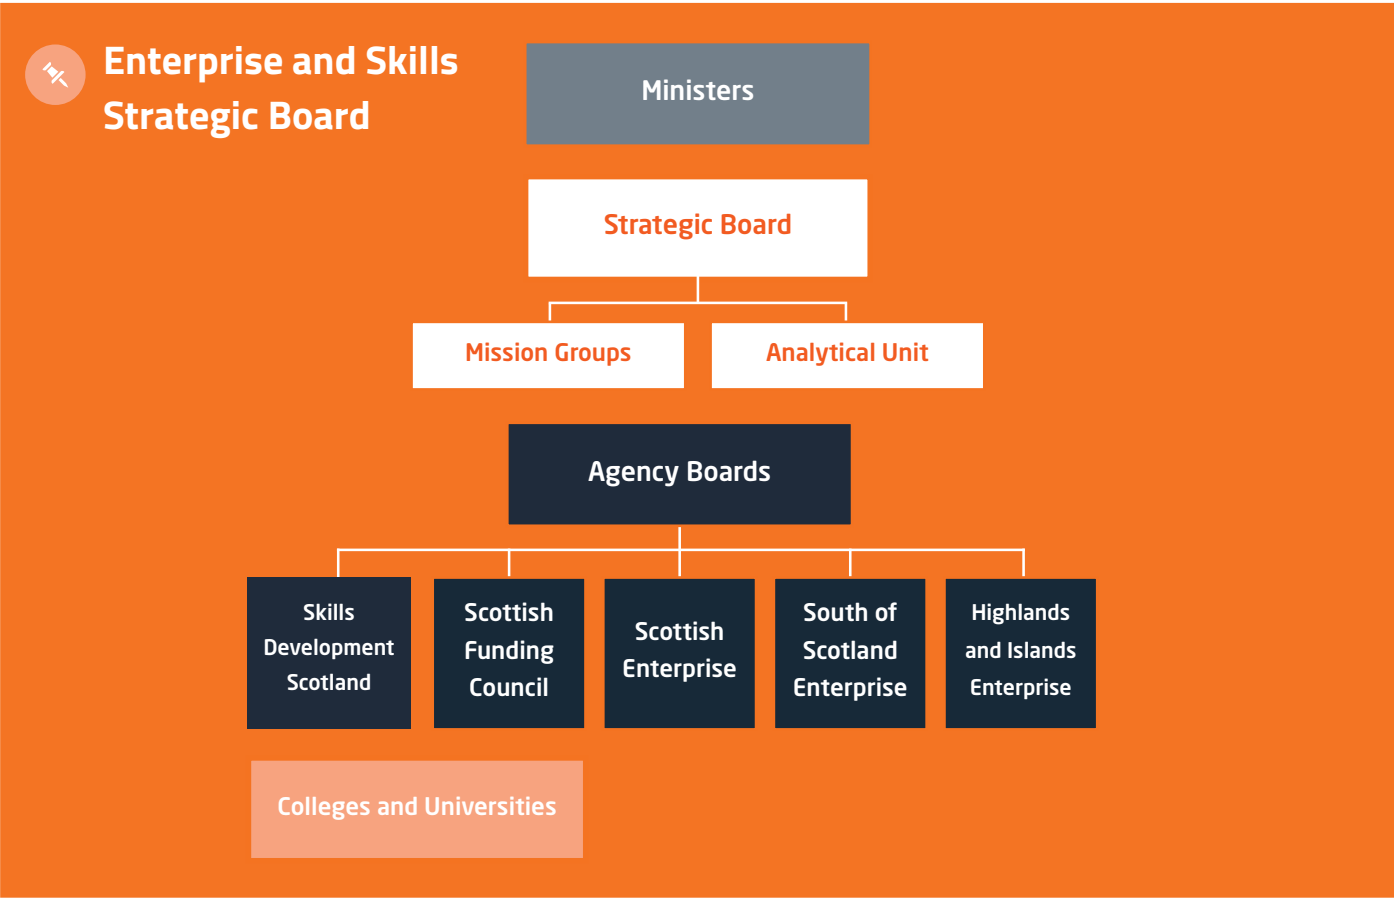 Enterprise and Skills
Strategic Board
Ministers
Strategic Board
Mission Groups
Analytical Unit
Agency Boards
Skills
Development
Scotland
Scottish
Funding
Council
Scottish
Enterprise
South of
Scotland
Enterprise
Highlands
and Islands
Enterprise
Colleges and Universities